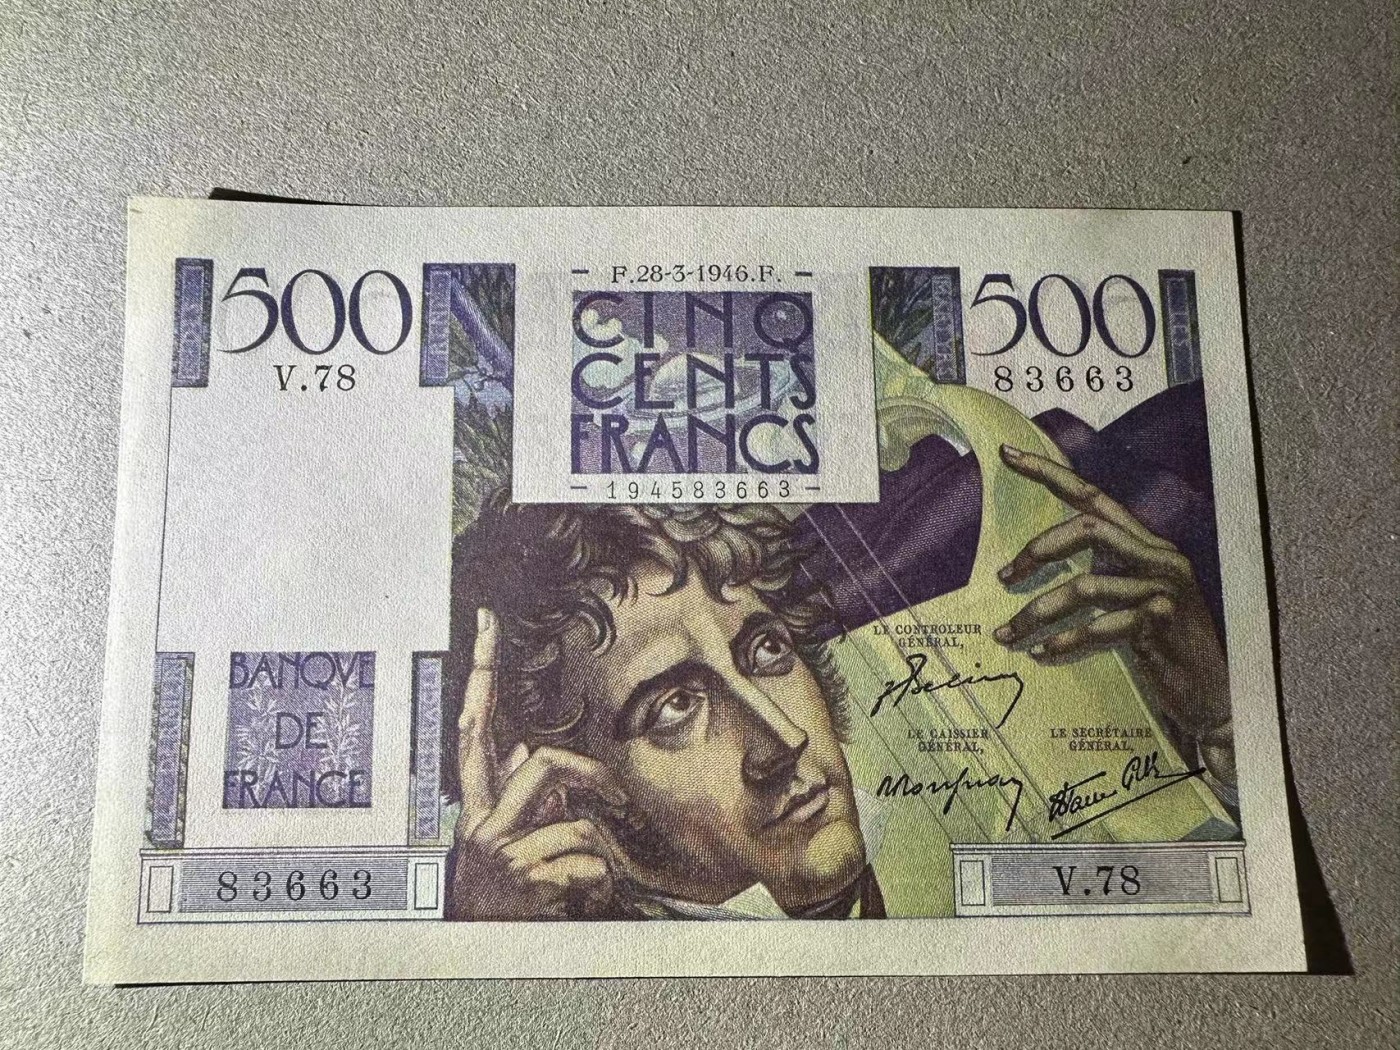 500
V.78
F.28-3-1946.F.
CINQ
CENTS
FRANCS
194583663
500
83663
LE CONTROLEUR
GÉNÉRAL,
LE CAISSIER
GÉNÉRAL,
LE SECRÉTAIRE
GÉNÉRAL,
BANQUE
DE
FRANCE
83663
V.78